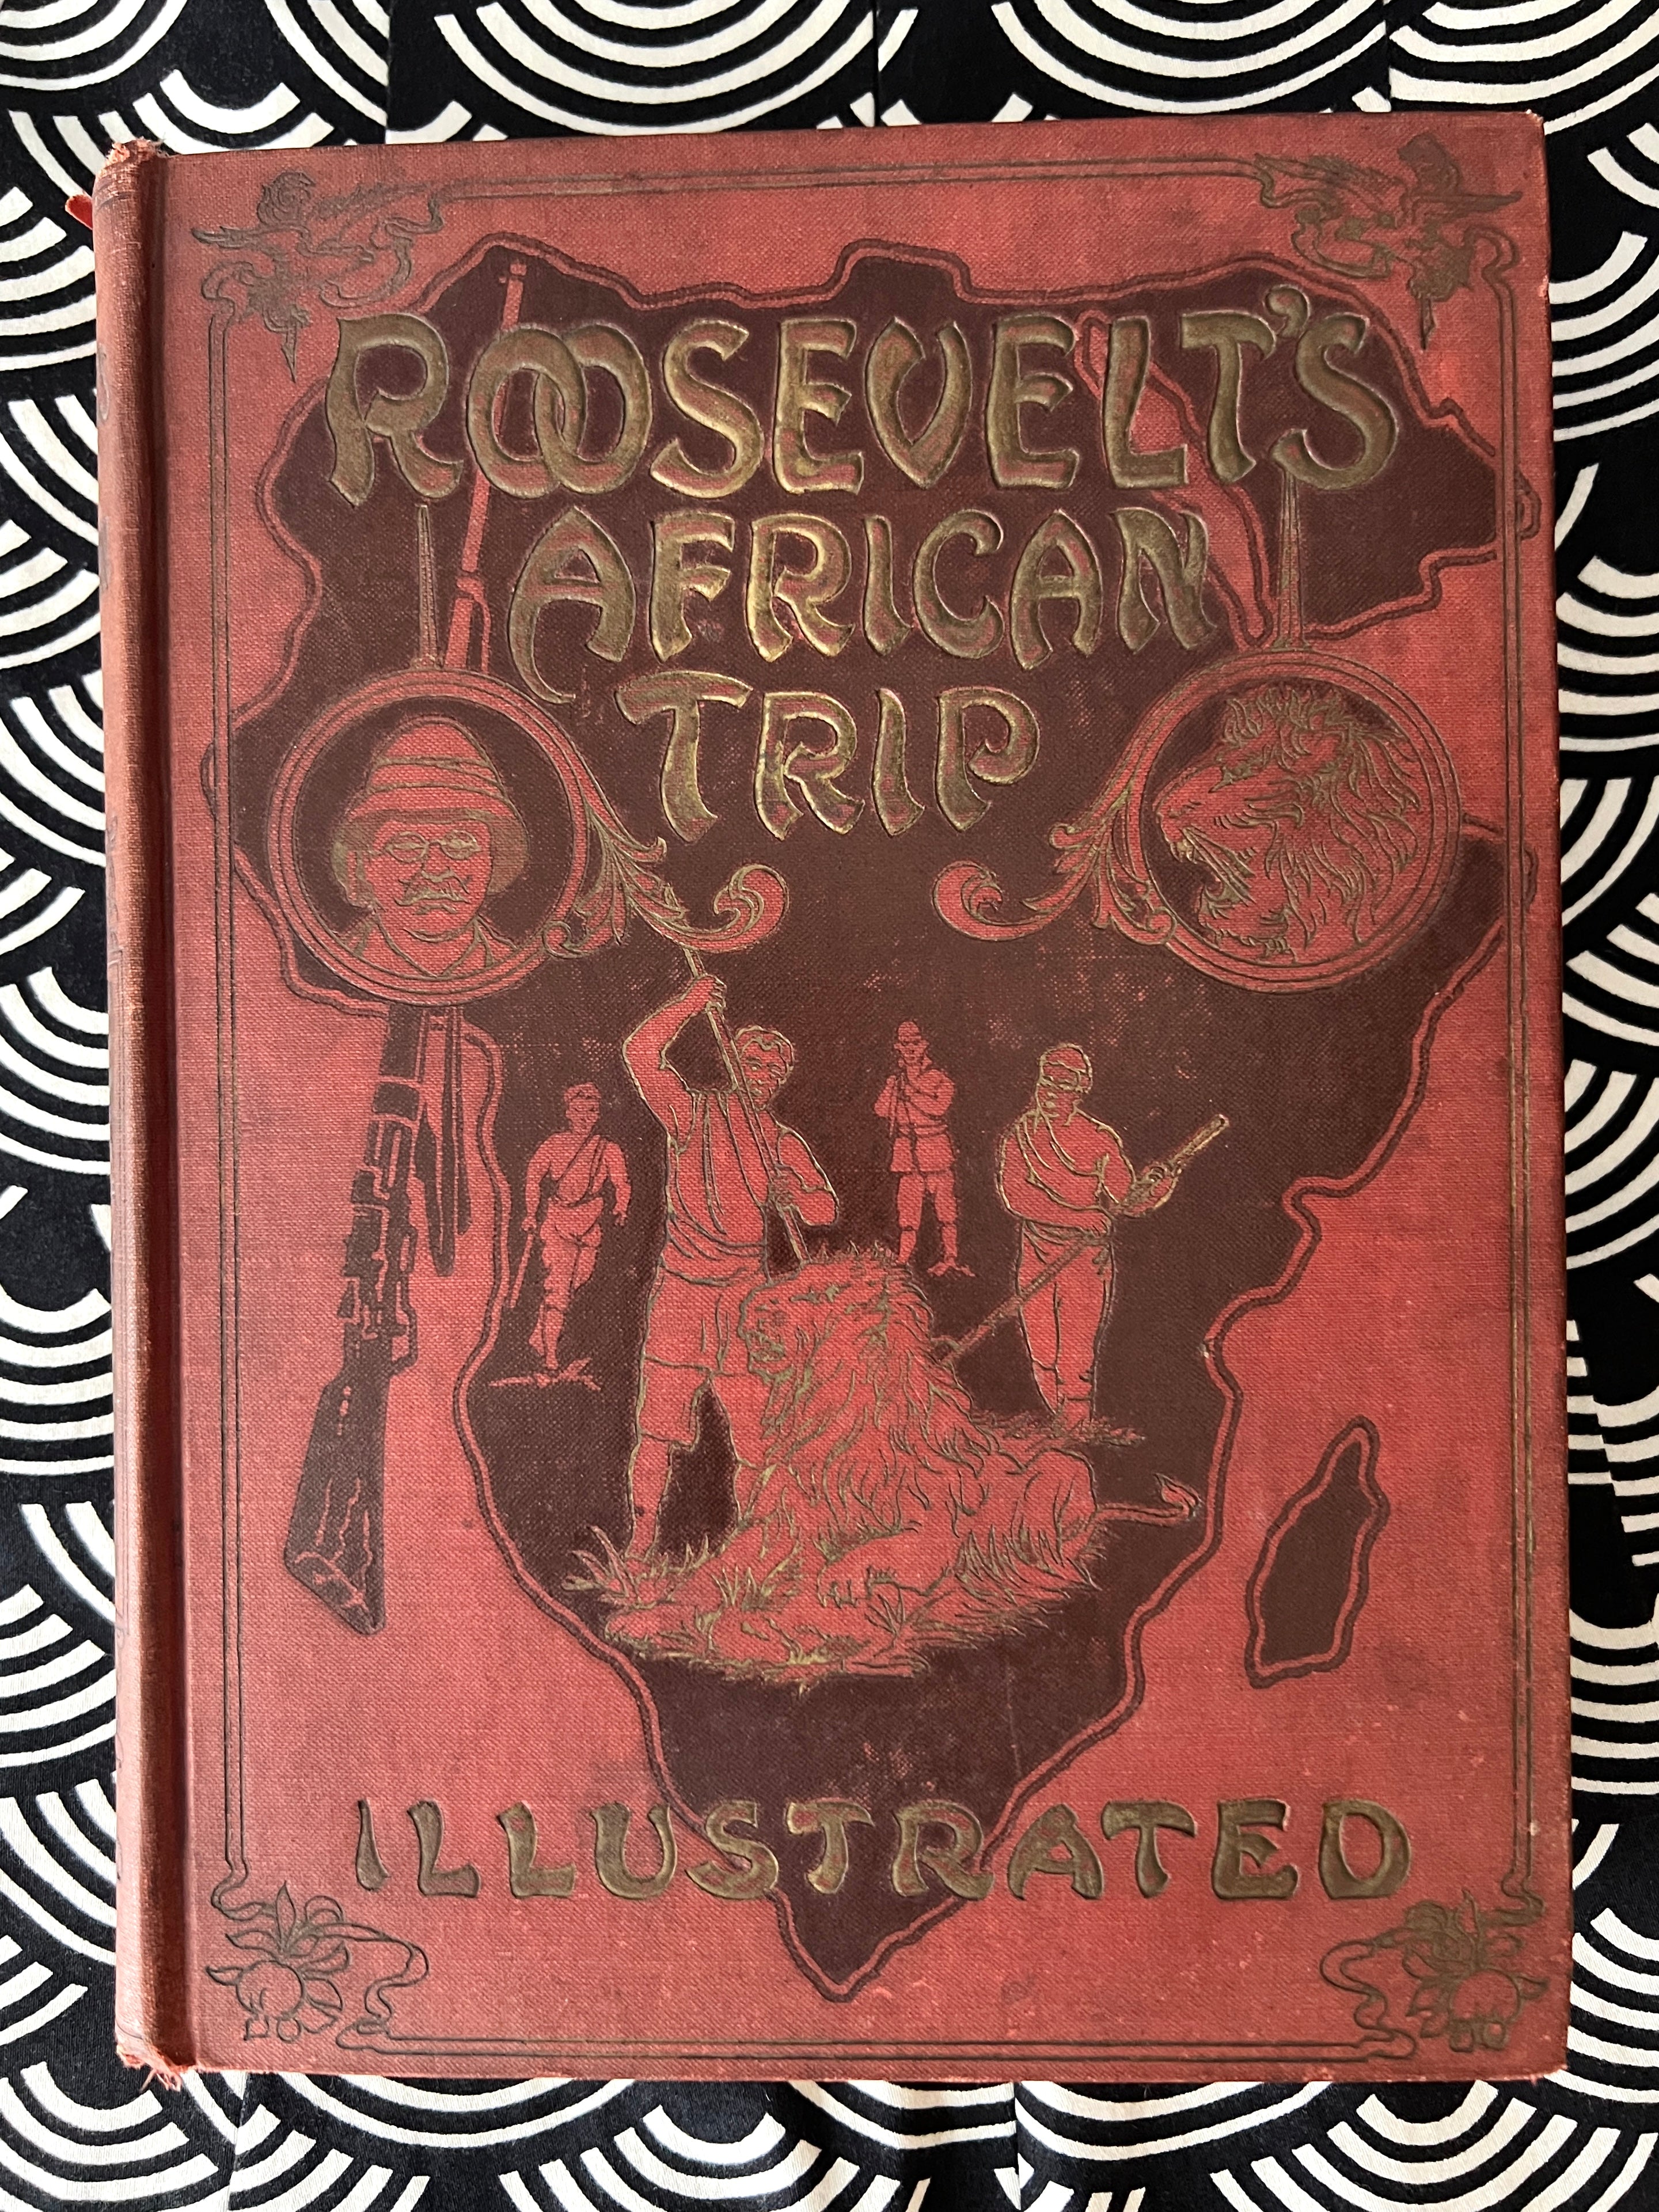 ROOSEVELT'S
AFRICAN
TRIP
ILLUSTRATED